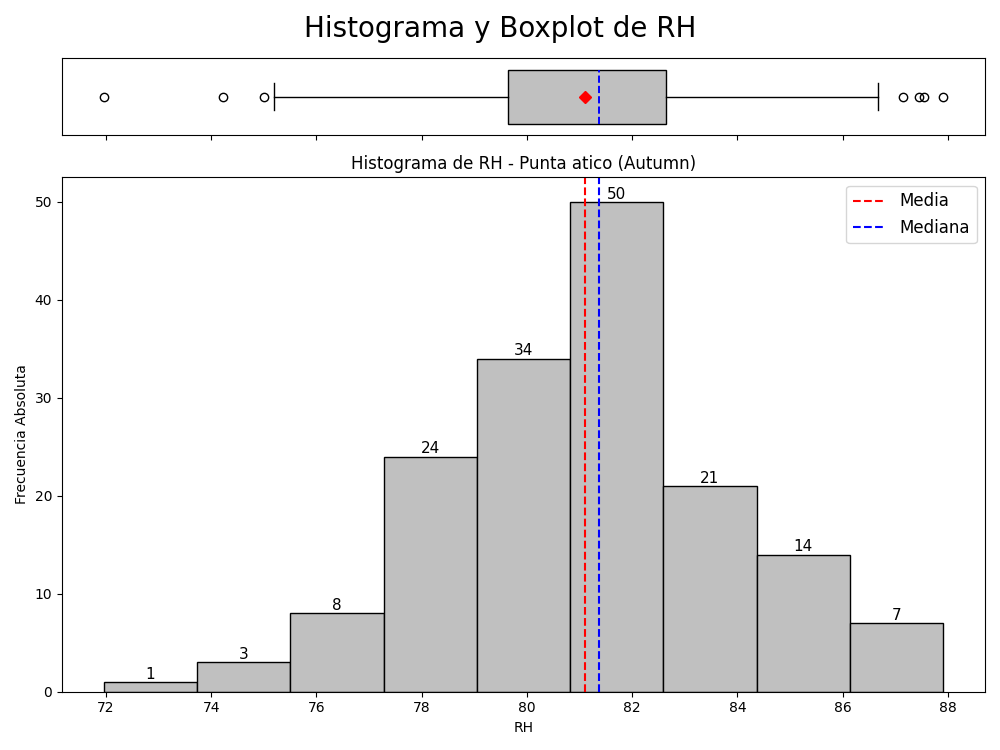 Histograma y Boxplot de RH
72 74 76 78 80 82 84 86 88
Histograma de RH - Punta atico (Autumn)
Media
Mediana
Frecuencia Absoluta
50
40
30
20
10
0
1 3 8 24 34 50 21 14 7
RH